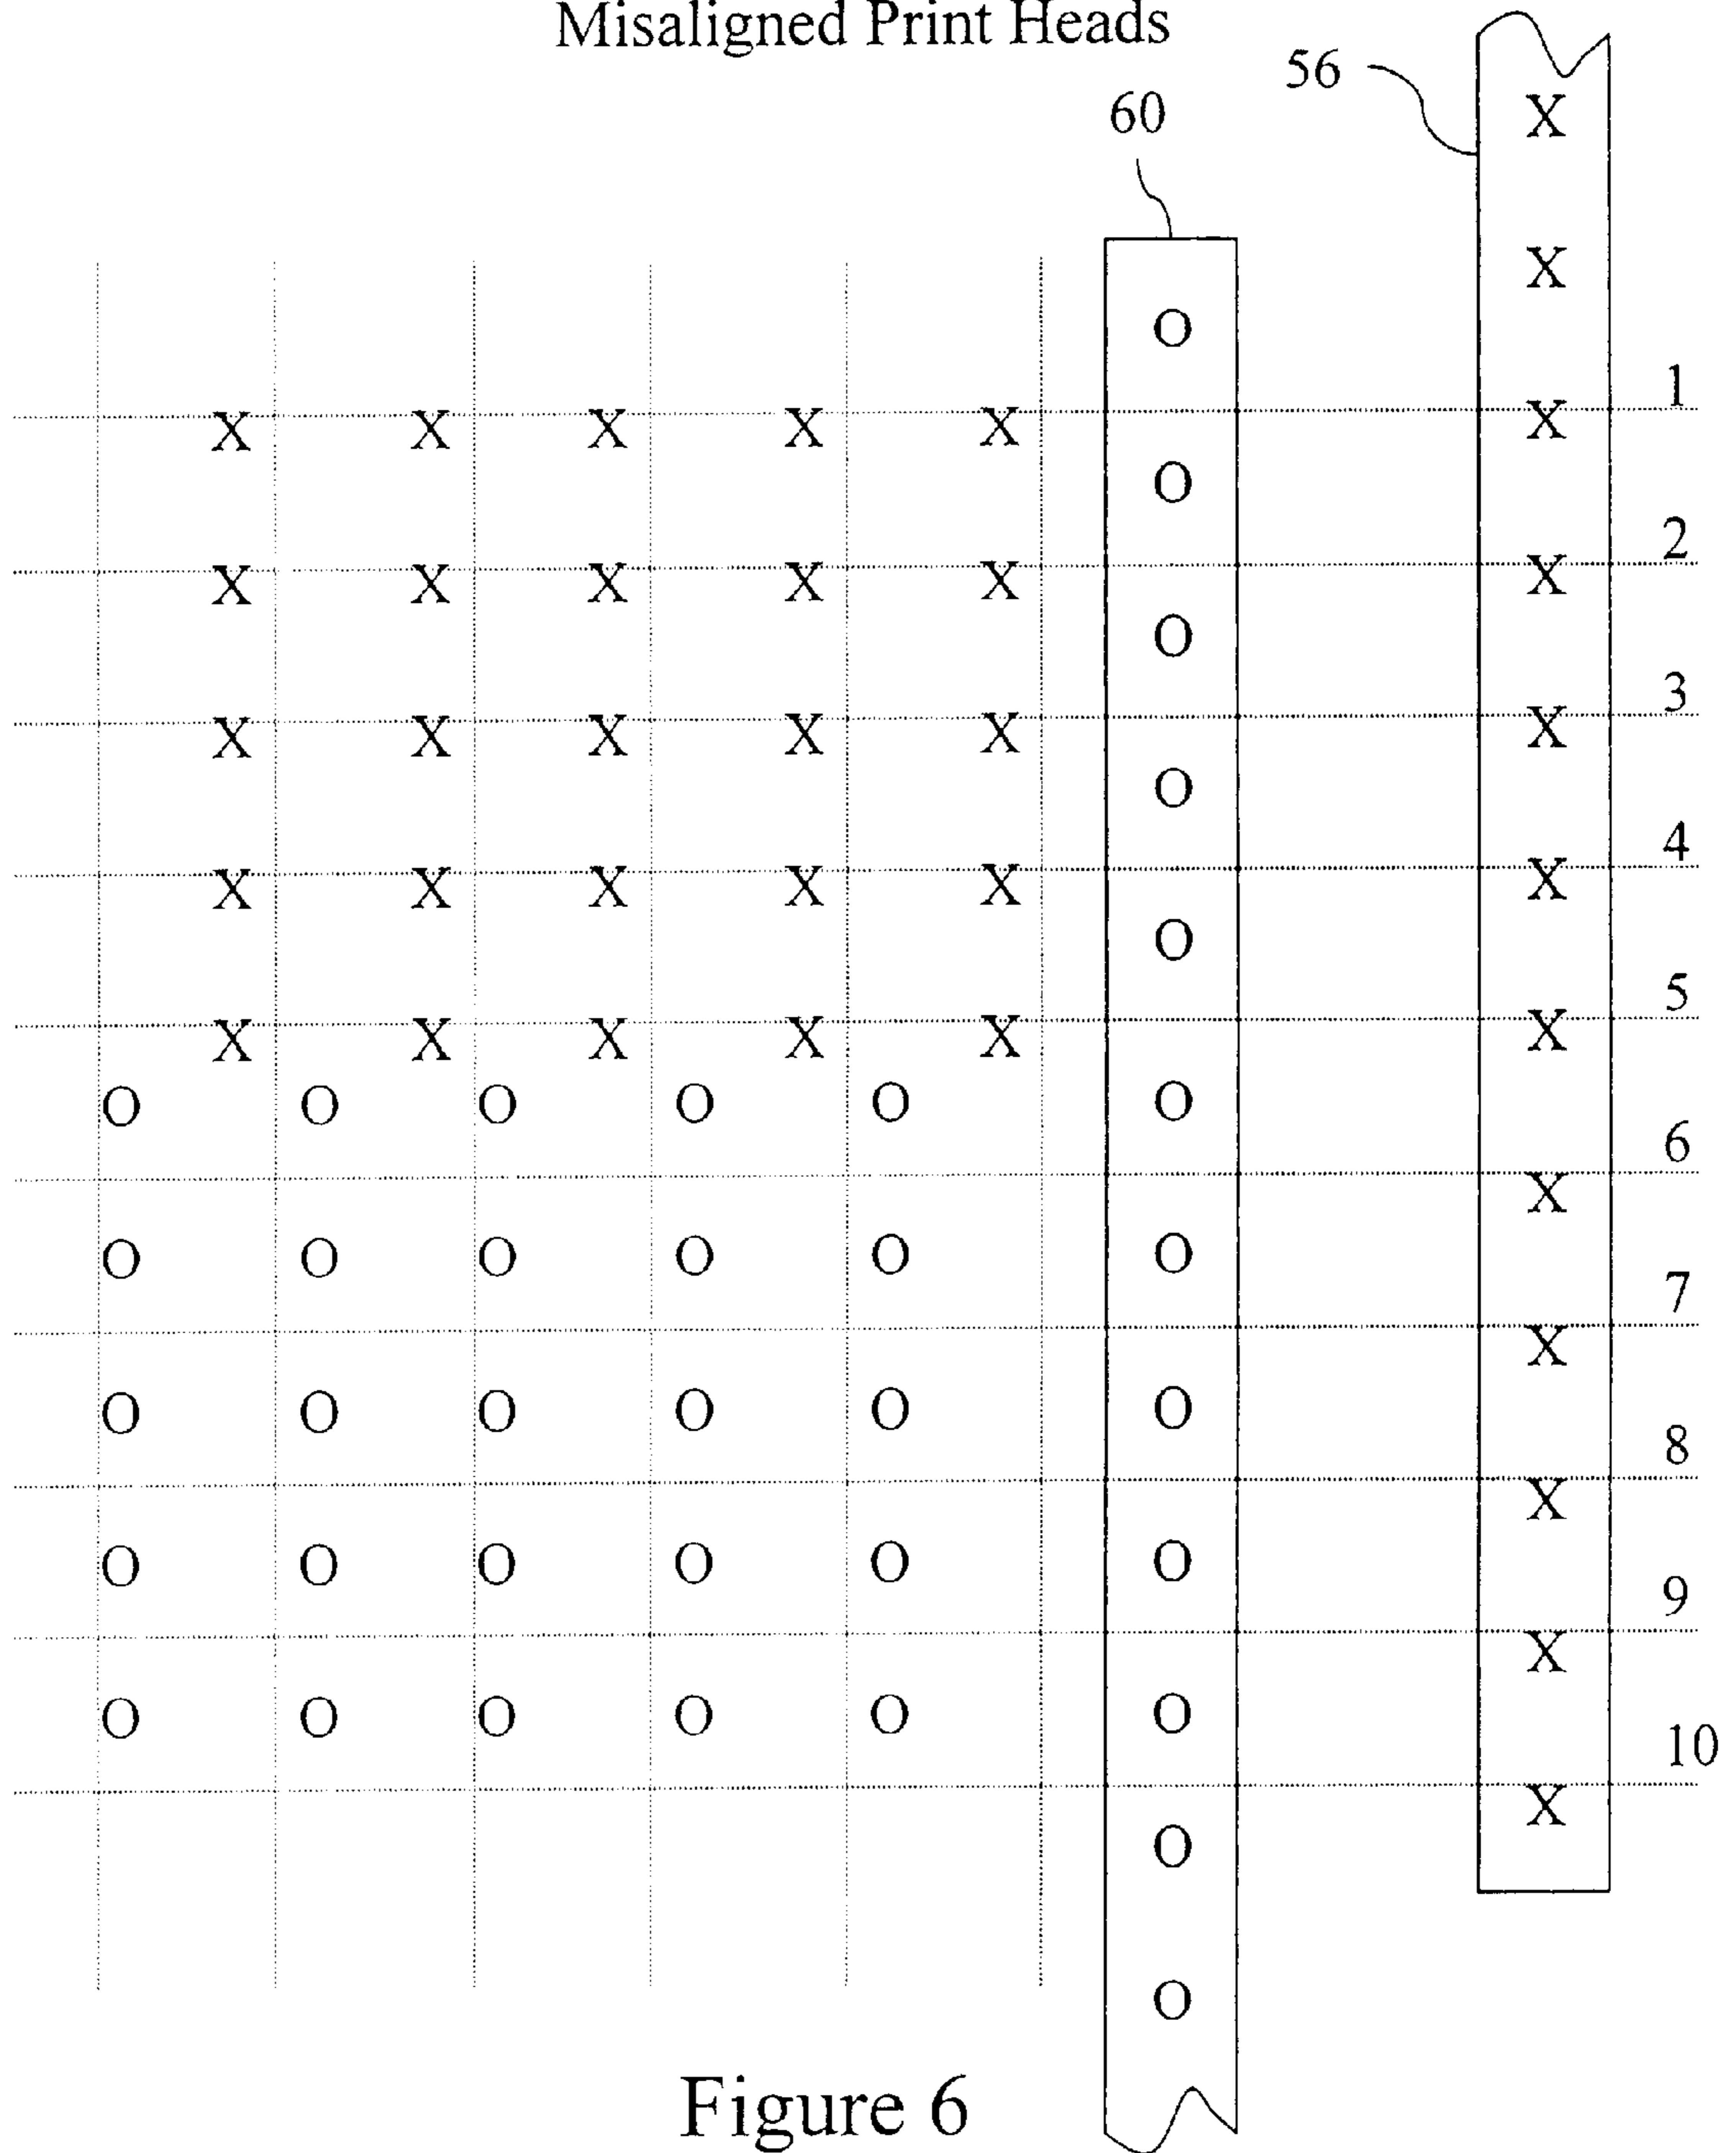 Misaligned Print Heads
56
60 X
X
O
1
X X X X X X
O
2
X X X X X X
O
3
X X X X X X
O
4
X X X X X X
O
5
X X X X X X
O O O O O O
6
X
O O O O O O
7
X
O O O O O O
8
X
O O O O O O
9
X
O O O O O O
10
X
O
O
Figure 6